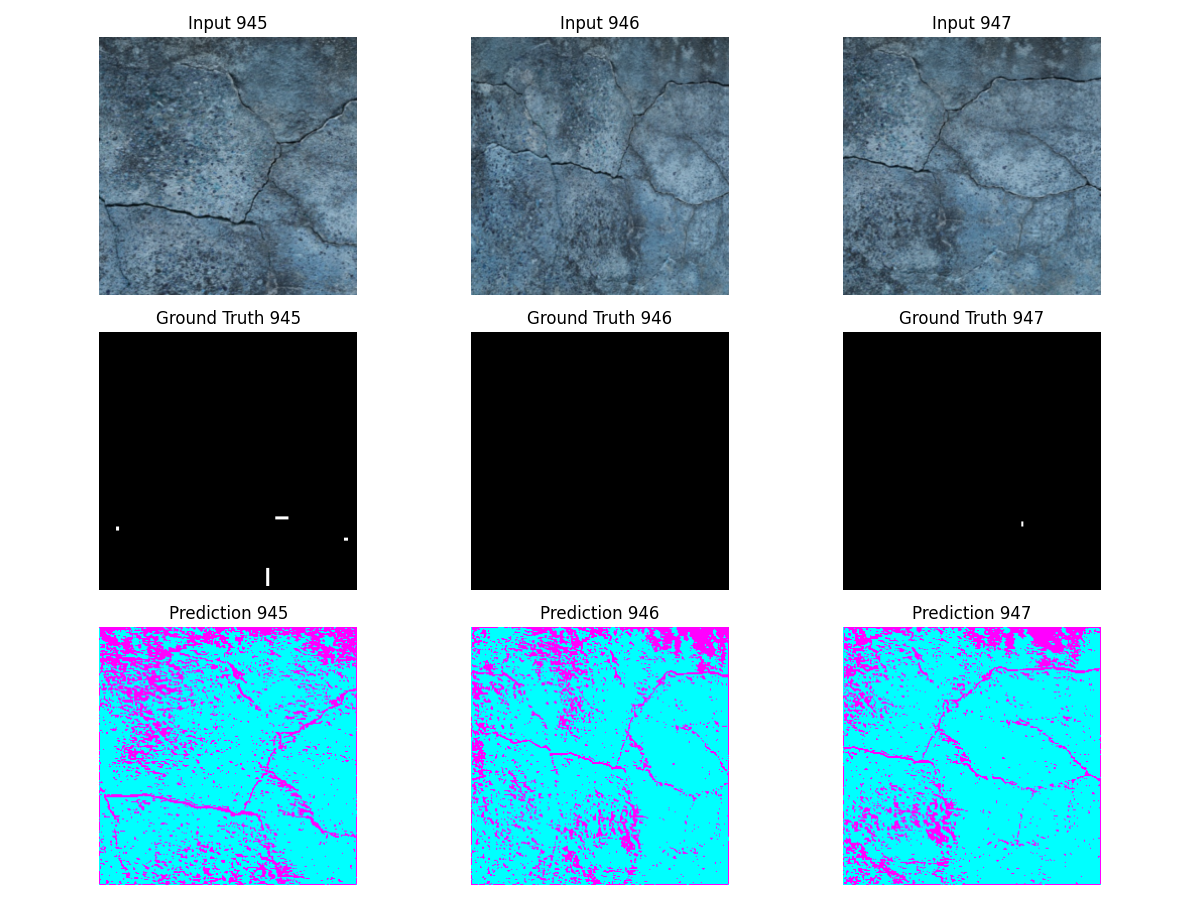 Input 945
Input 946
Input 947
Ground Truth 945
Ground Truth 946
Ground Truth 947
Prediction 945
Prediction 946
Prediction 947